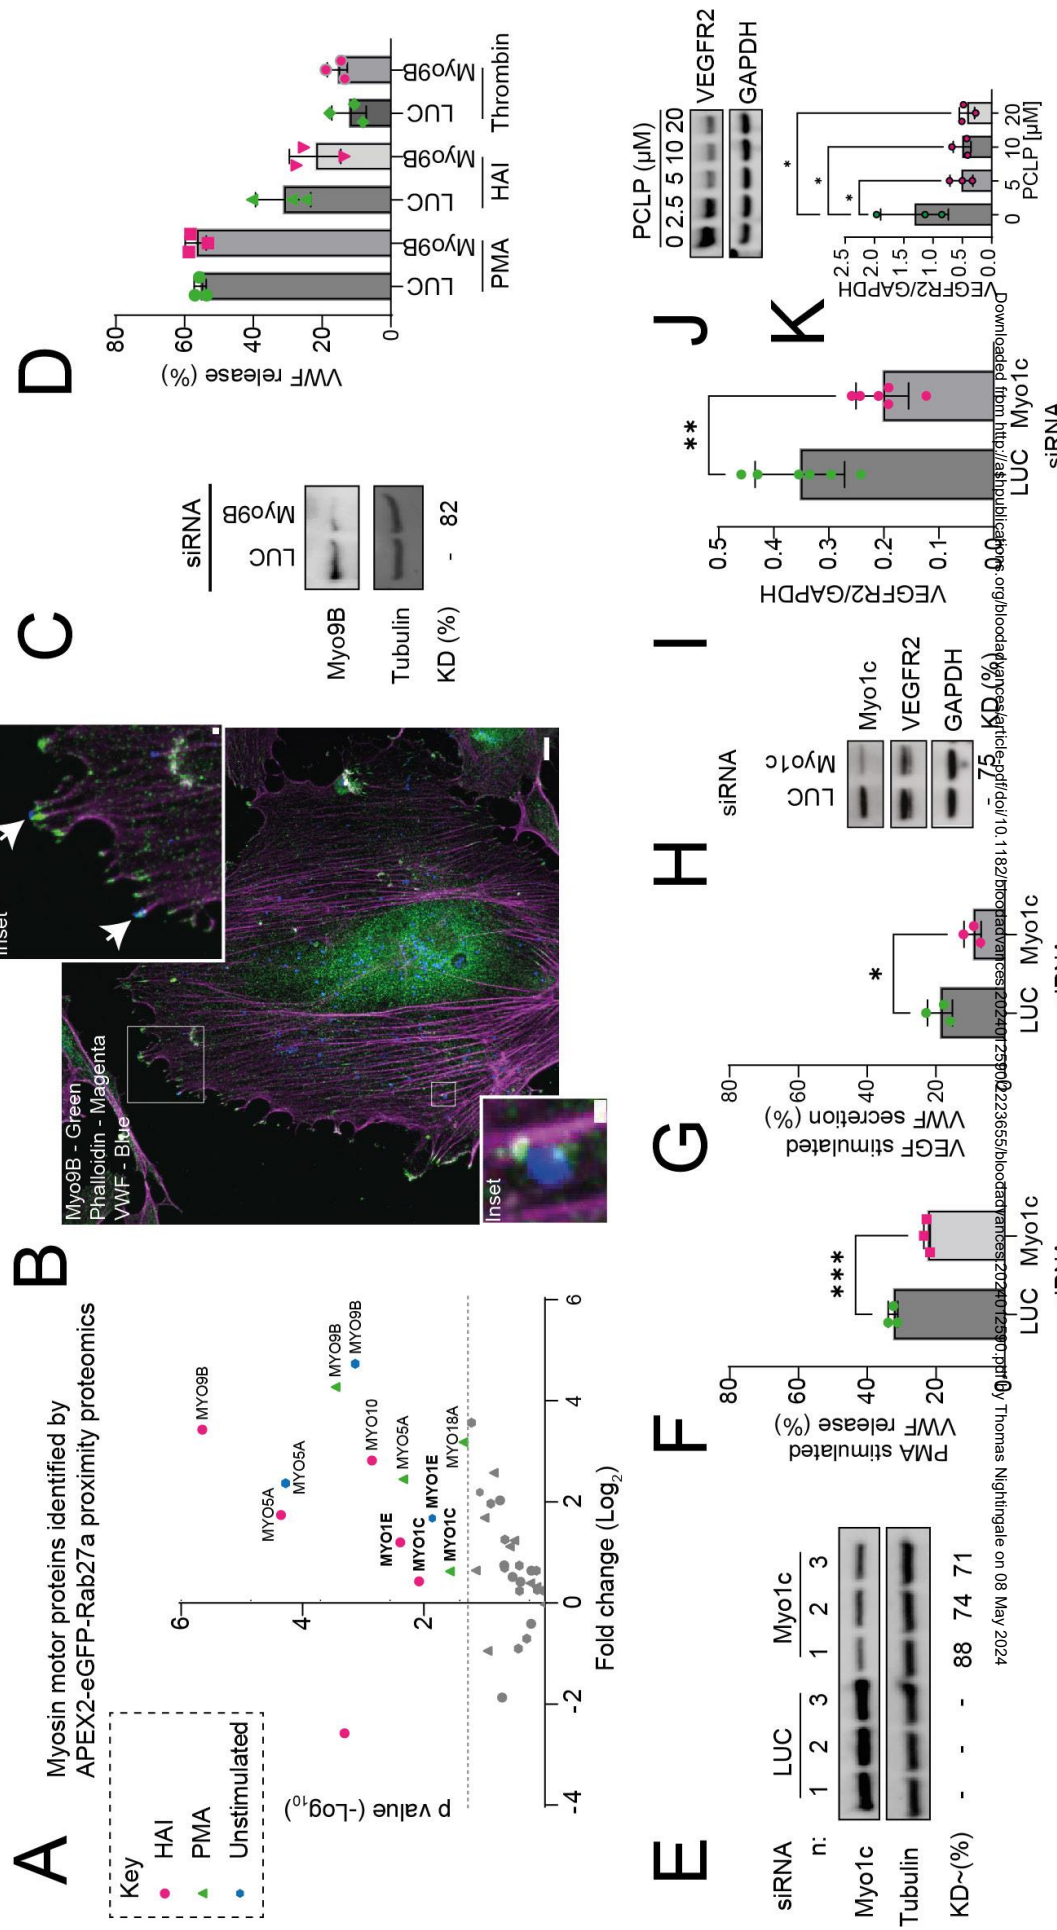 A
Myosin motor proteins identified by
APEX2-eGFP-Rab27a proximity proteomics
Key
HAI
PMA
Unstimulated
p value (-Log10)
6
4
2
-4
-2
0
2
4
6
Fold change (Log2)
MYO9B
MYO5A
MYO5A
MYO9B
MYO9B
MYO10
MYO5A
MYO18A
MYO1E
MYO1E
MYO1C
MYO1C
B
Myo9B - Green
Phalloidin - Magenta
VWF - Blue
Inset
Inset
C
siRNA
LUC
Myo9B
Myo9B
Tubulin
KD (%)
-
82
D
VWF release (%)
80
60
40
20
0
LUC
Myo9B
LUC
Myo9B
LUC
Myo9B
PMA
HAI
Thrombin
E
siRNA
LUC
Myo1c
n:
1
2
3
1
2
3
Myo1c
Tubulin
KD~(%)
-
-
-
88
74
71
F
PMA stimulated
VWF release (%)
80
60
40
20
0
***
LUC
Myo1c
siRNA
G
VEGF stimulated
VWF secretion (%)
80
60
40
20
0
*
LUC
Myo1c
siRNA
H
siRNA
LUC
Myo1c
Myo1c
VEGFR2
GAPDH
KD (%)
-
75
I
VEGFR2/GAPDH
0.5
0.4
0.3
0.2
0.1
0.0
**
LUC
Myo1c
siRNA
J
PCLP (µM)
0 2.5 5 10 20
VEGFR2
GAPDH
K
VEGFR2/GAPDH
2.5
2.0
1.5
1.0
0.5
0.0
*
*
*
0
5
10
20
PCLP [µM]
Downloaded from http://ashpublications.org/bloodadvances/article-pdf/doi/10.1182/bloodadvances.2024012590/2223655/bloodadvances.2024012590.pdf by Thomas Nightingale on 08 May 2024